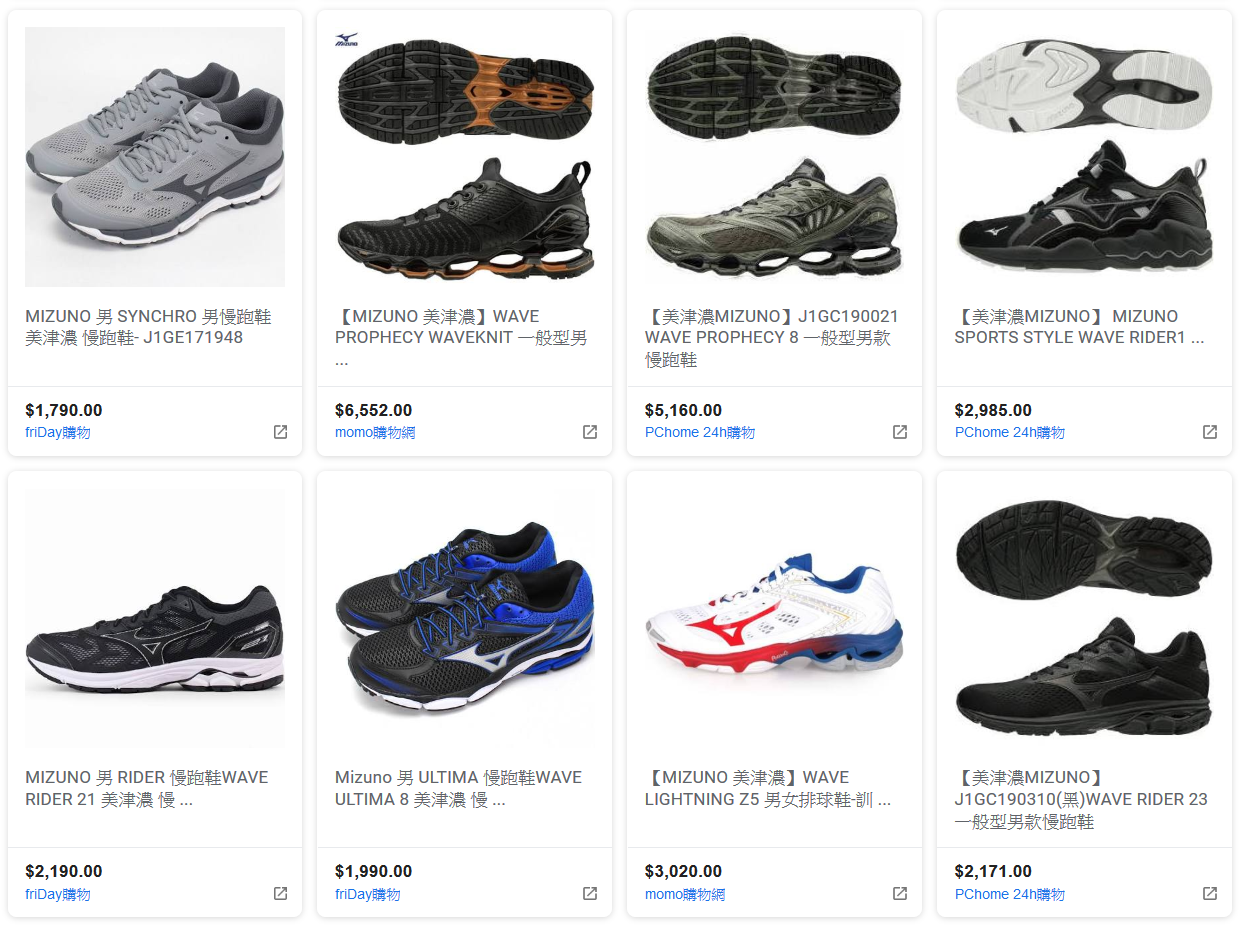 MIZUNO
MIZUNO 男 SYNCHRO 男慢跑鞋
美津濃 慢跑鞋- J1GE171948
$1,790.00
friDay購物
【MIZUNO 美津濃】WAVE
PROPHECY WAVEKNIT 一般型男
...
$6,552.00
momo購物網
【美津濃MIZUNO】J1GC190021
WAVE PROPHECY 8 一般型男款
慢跑鞋
$5,160.00
PChome 24h購物
【美津濃MIZUNO】 MIZUNO
SPORTS STYLE WAVE RIDER1 ...
$2,985.00
PChome 24h購物
MIZUNO 男 RIDER 慢跑鞋WAVE
RIDER 21 美津濃 慢 ...
$2,190.00
friDay購物
Mizuno 男 ULTIMA 慢跑鞋WAVE
ULTIMA 8 美津濃 慢 ...
$1,990.00
friDay購物
【MIZUNO 美津濃】WAVE
LIGHTNING Z5 男女排球鞋-訓 ...
$3,020.00
momo購物網
【美津濃MIZUNO】
J1GC190310(黑)WAVE RIDER 23
一般型男款慢跑鞋
$2,171.00
PChome 24h購物